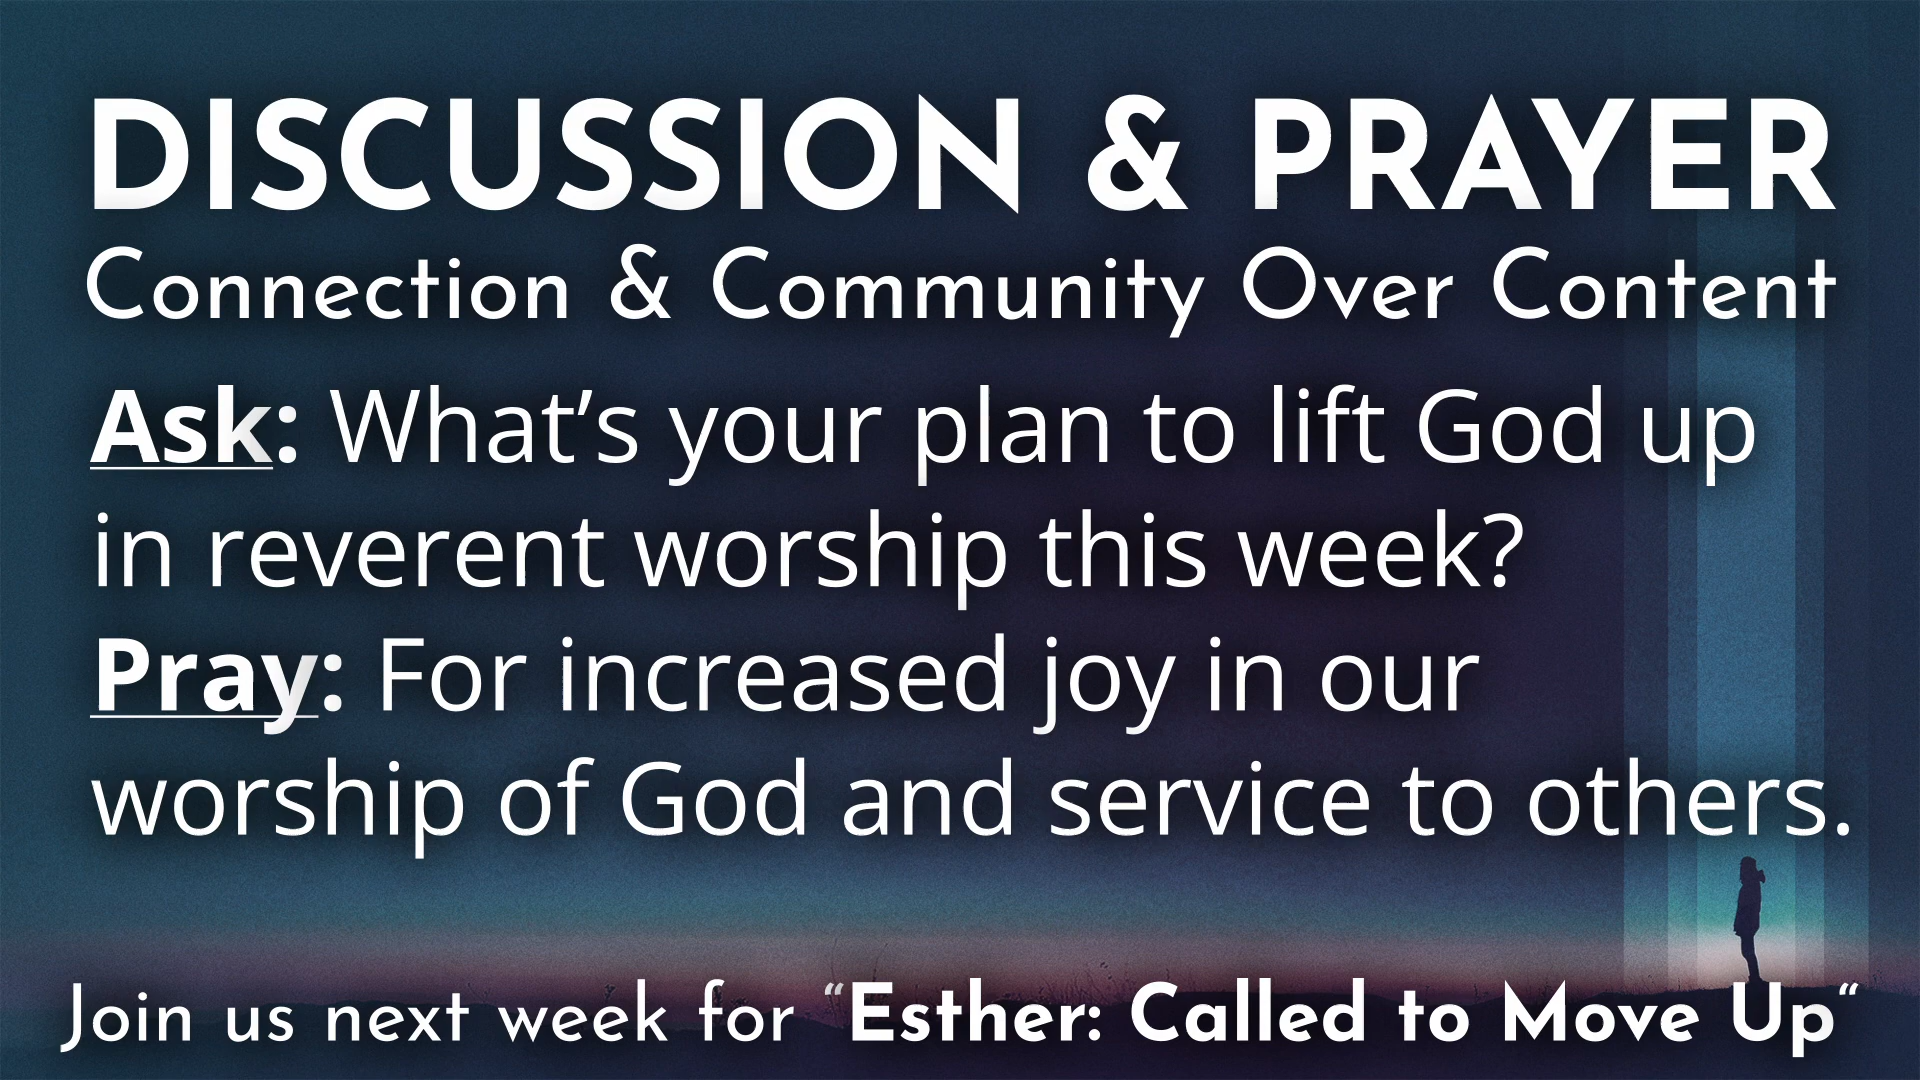 DISCUSSION & PRAYER
Connection & Community Over Content
Ask: What’s your plan to lift God up
in reverent worship this week?
Pray: For increased joy in our
worship of God and service to others.
Join us next week for “Esther: Called to Move Up“